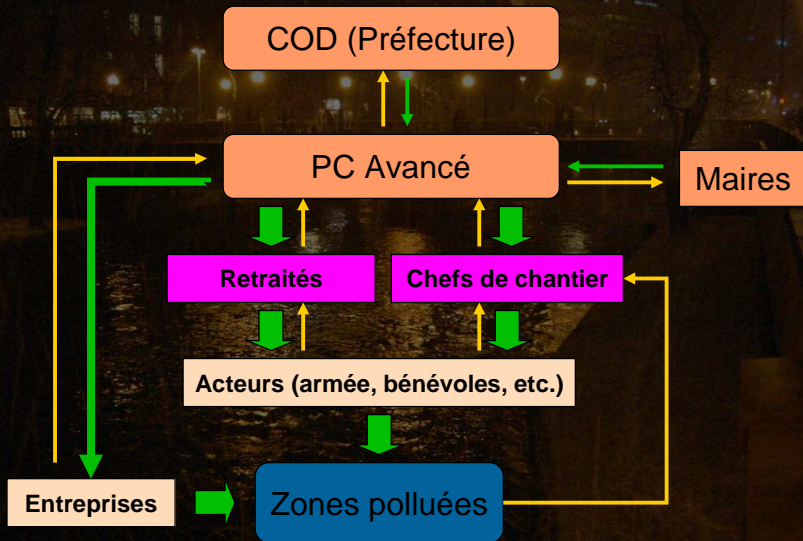 COD (Préfecture)
PC Avancé
Maires
Retraités
Chefs de chantier
Acteurs (armée, bénévoles, etc.)
Entreprises
Zones polluées